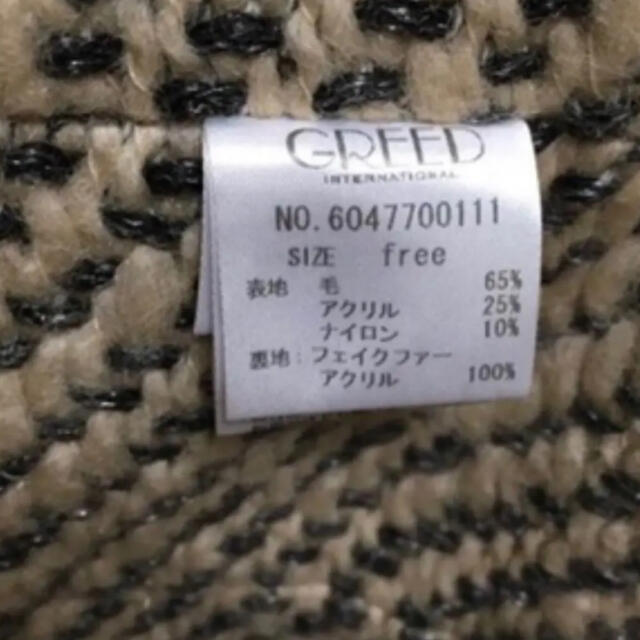 GREED
INTERNATIONAL
NO.6047700111
SIZE free
表地 毛 65%
アクリル 25%
ナイロン 10%
裏地:フェイクファー
アクリル 100%